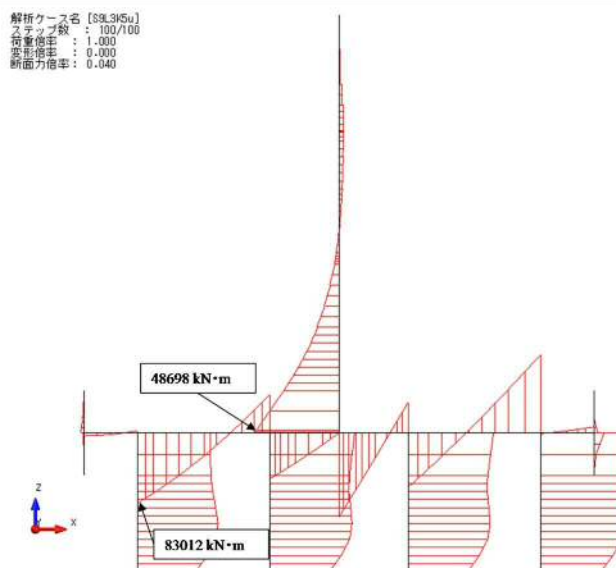 解析ケース名 [S9L3K5u]
ステップ数 : 100/100
荷重倍率 : 1.000
変形倍率 : 0.000
断面力倍率: 0.040
48698 kN・m
Z
Y
X
83012 kN・m